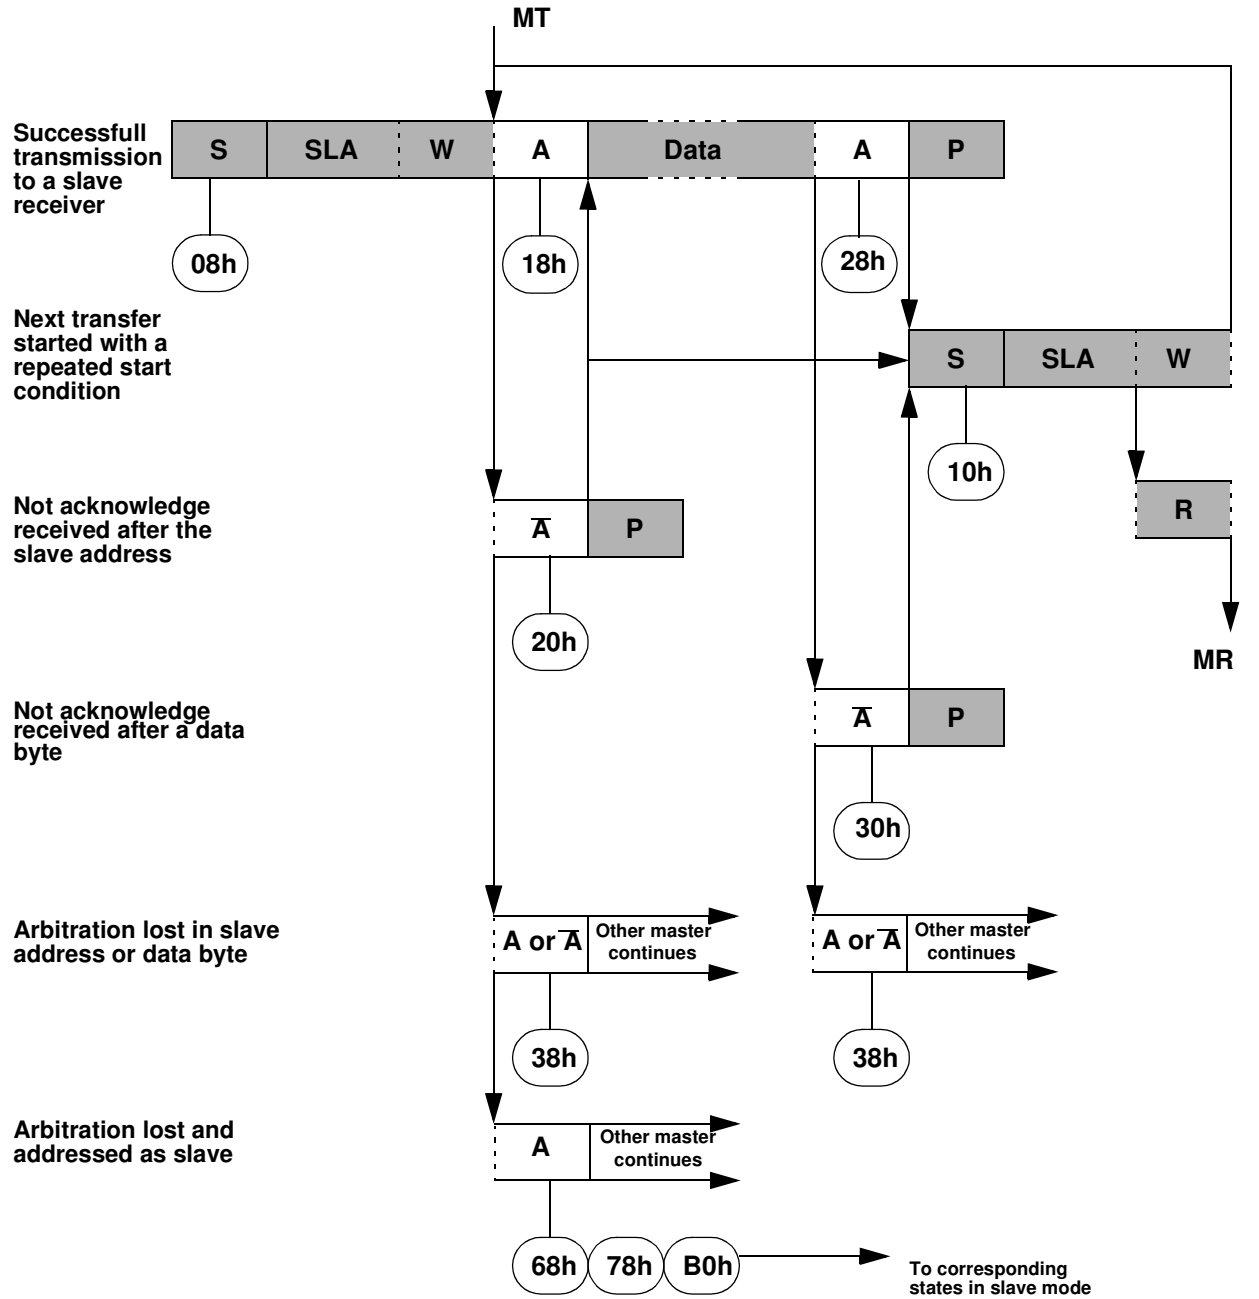 MT
Successfull
transmission
to a slave
receiver
S SLA W A Data A P
08h 18h 28h
Next transfer
started with a
repeated start
condition
S SLA W
10h
Not acknowledge
received after the
slave address
A̅ P
R
20h
MR
Not acknowledge
received after a data
byte
A̅ P
30h
Arbitration lost in slave
address or data byte
A or A̅
Other master
continues
A or A̅
Other master
continues
38h 38h
Arbitration lost and
addressed as slave
A
Other master
continues
68h 78h B0h
To corresponding
states in slave mode